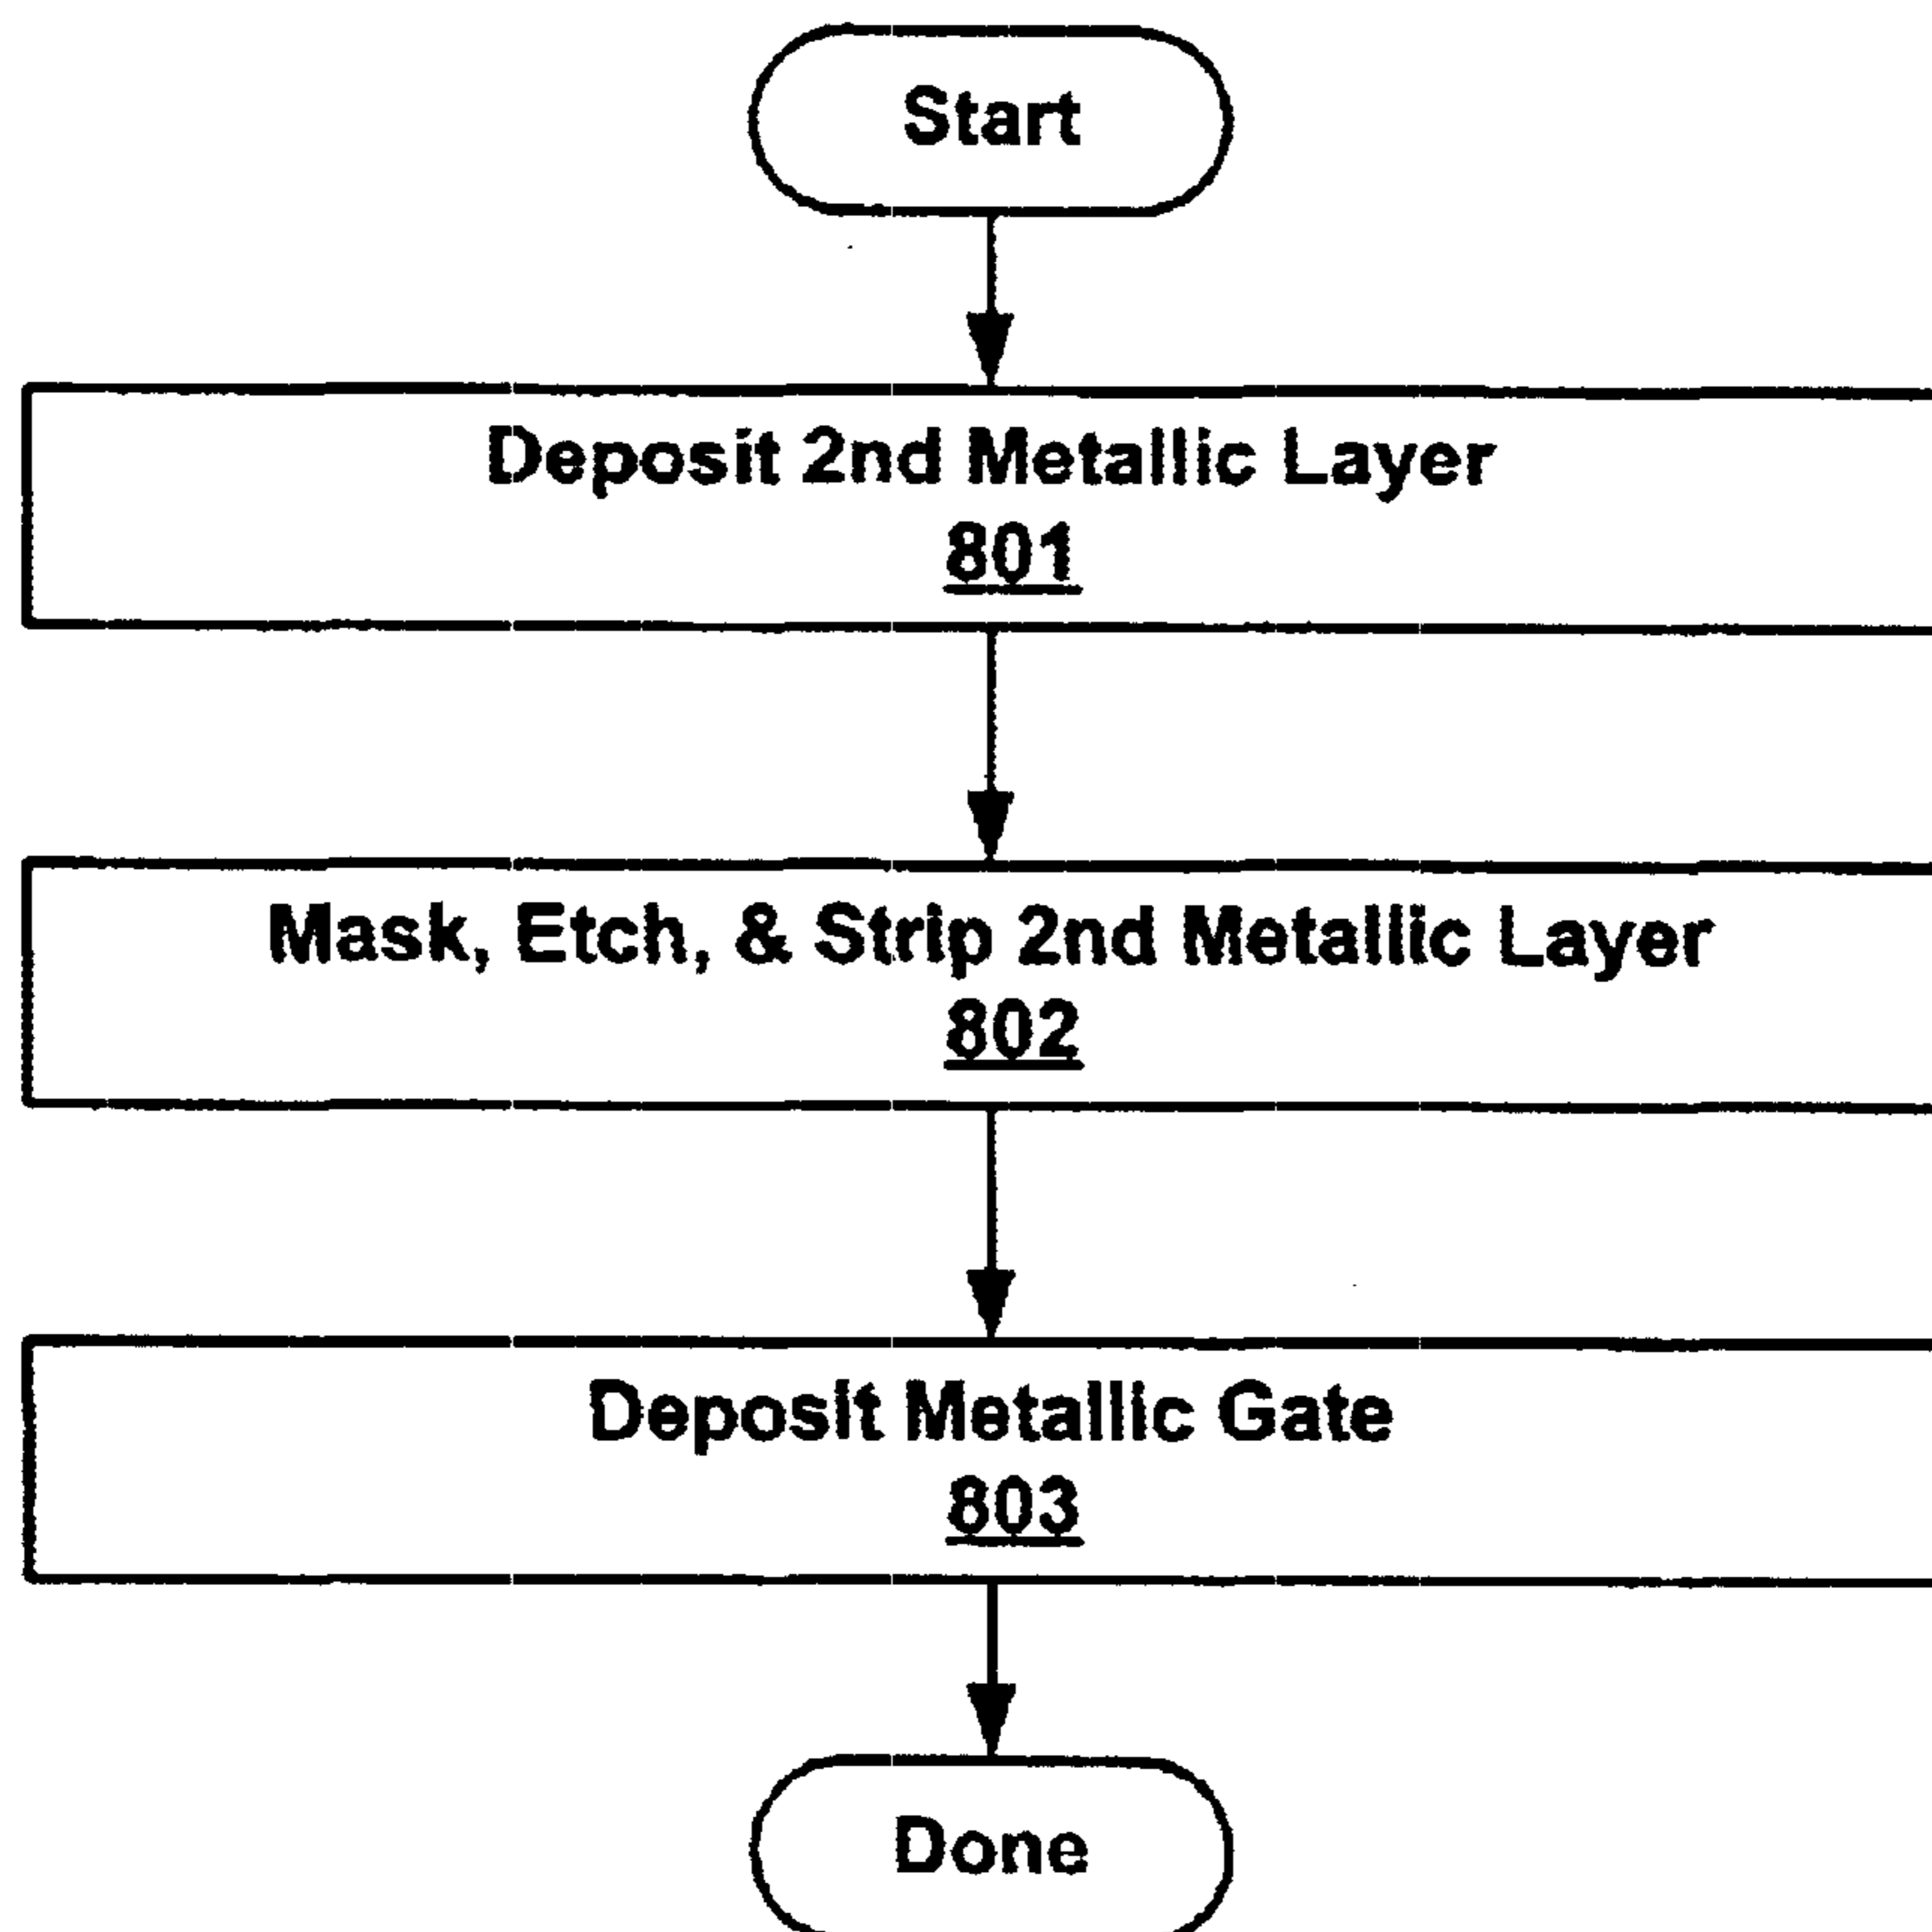 Start
Deposit 2nd Metallic Layer
801
Mask, Etch, & Strip 2nd Metallic Layer
802
Deposit Metallic Gate
803
Done